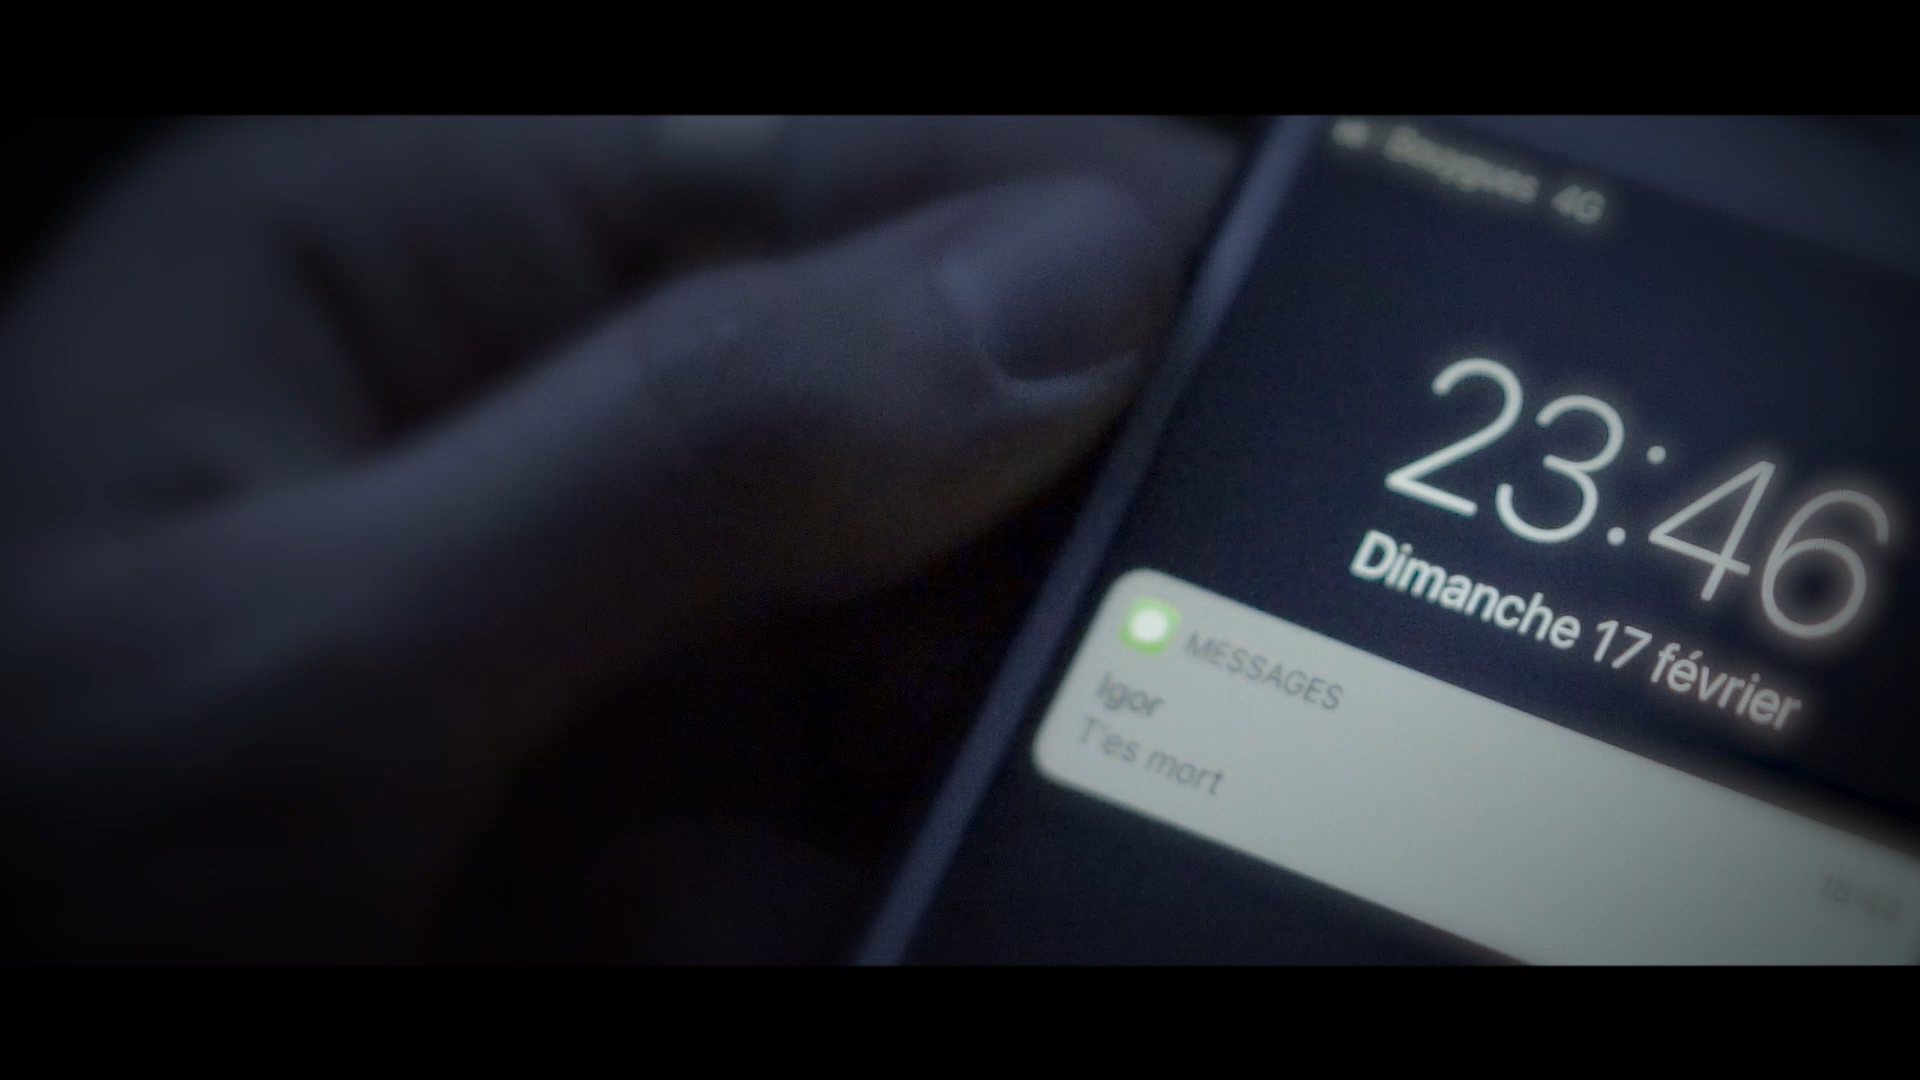 Bouygues 4G
23:46
Dimanche 17 février
MESSAGES
Igor
T'es mort